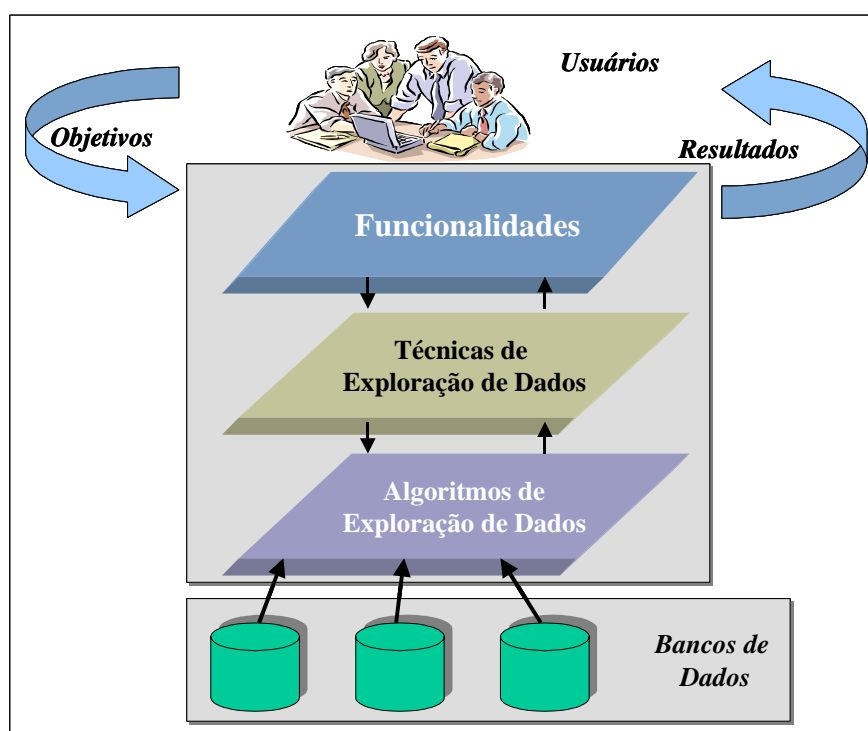 Usuários
Objetivos
Resultados
Funcionalidades
Técnicas de
Exploração de Dados
Algoritmos de
Exploração de Dados
Bancos de
Dados